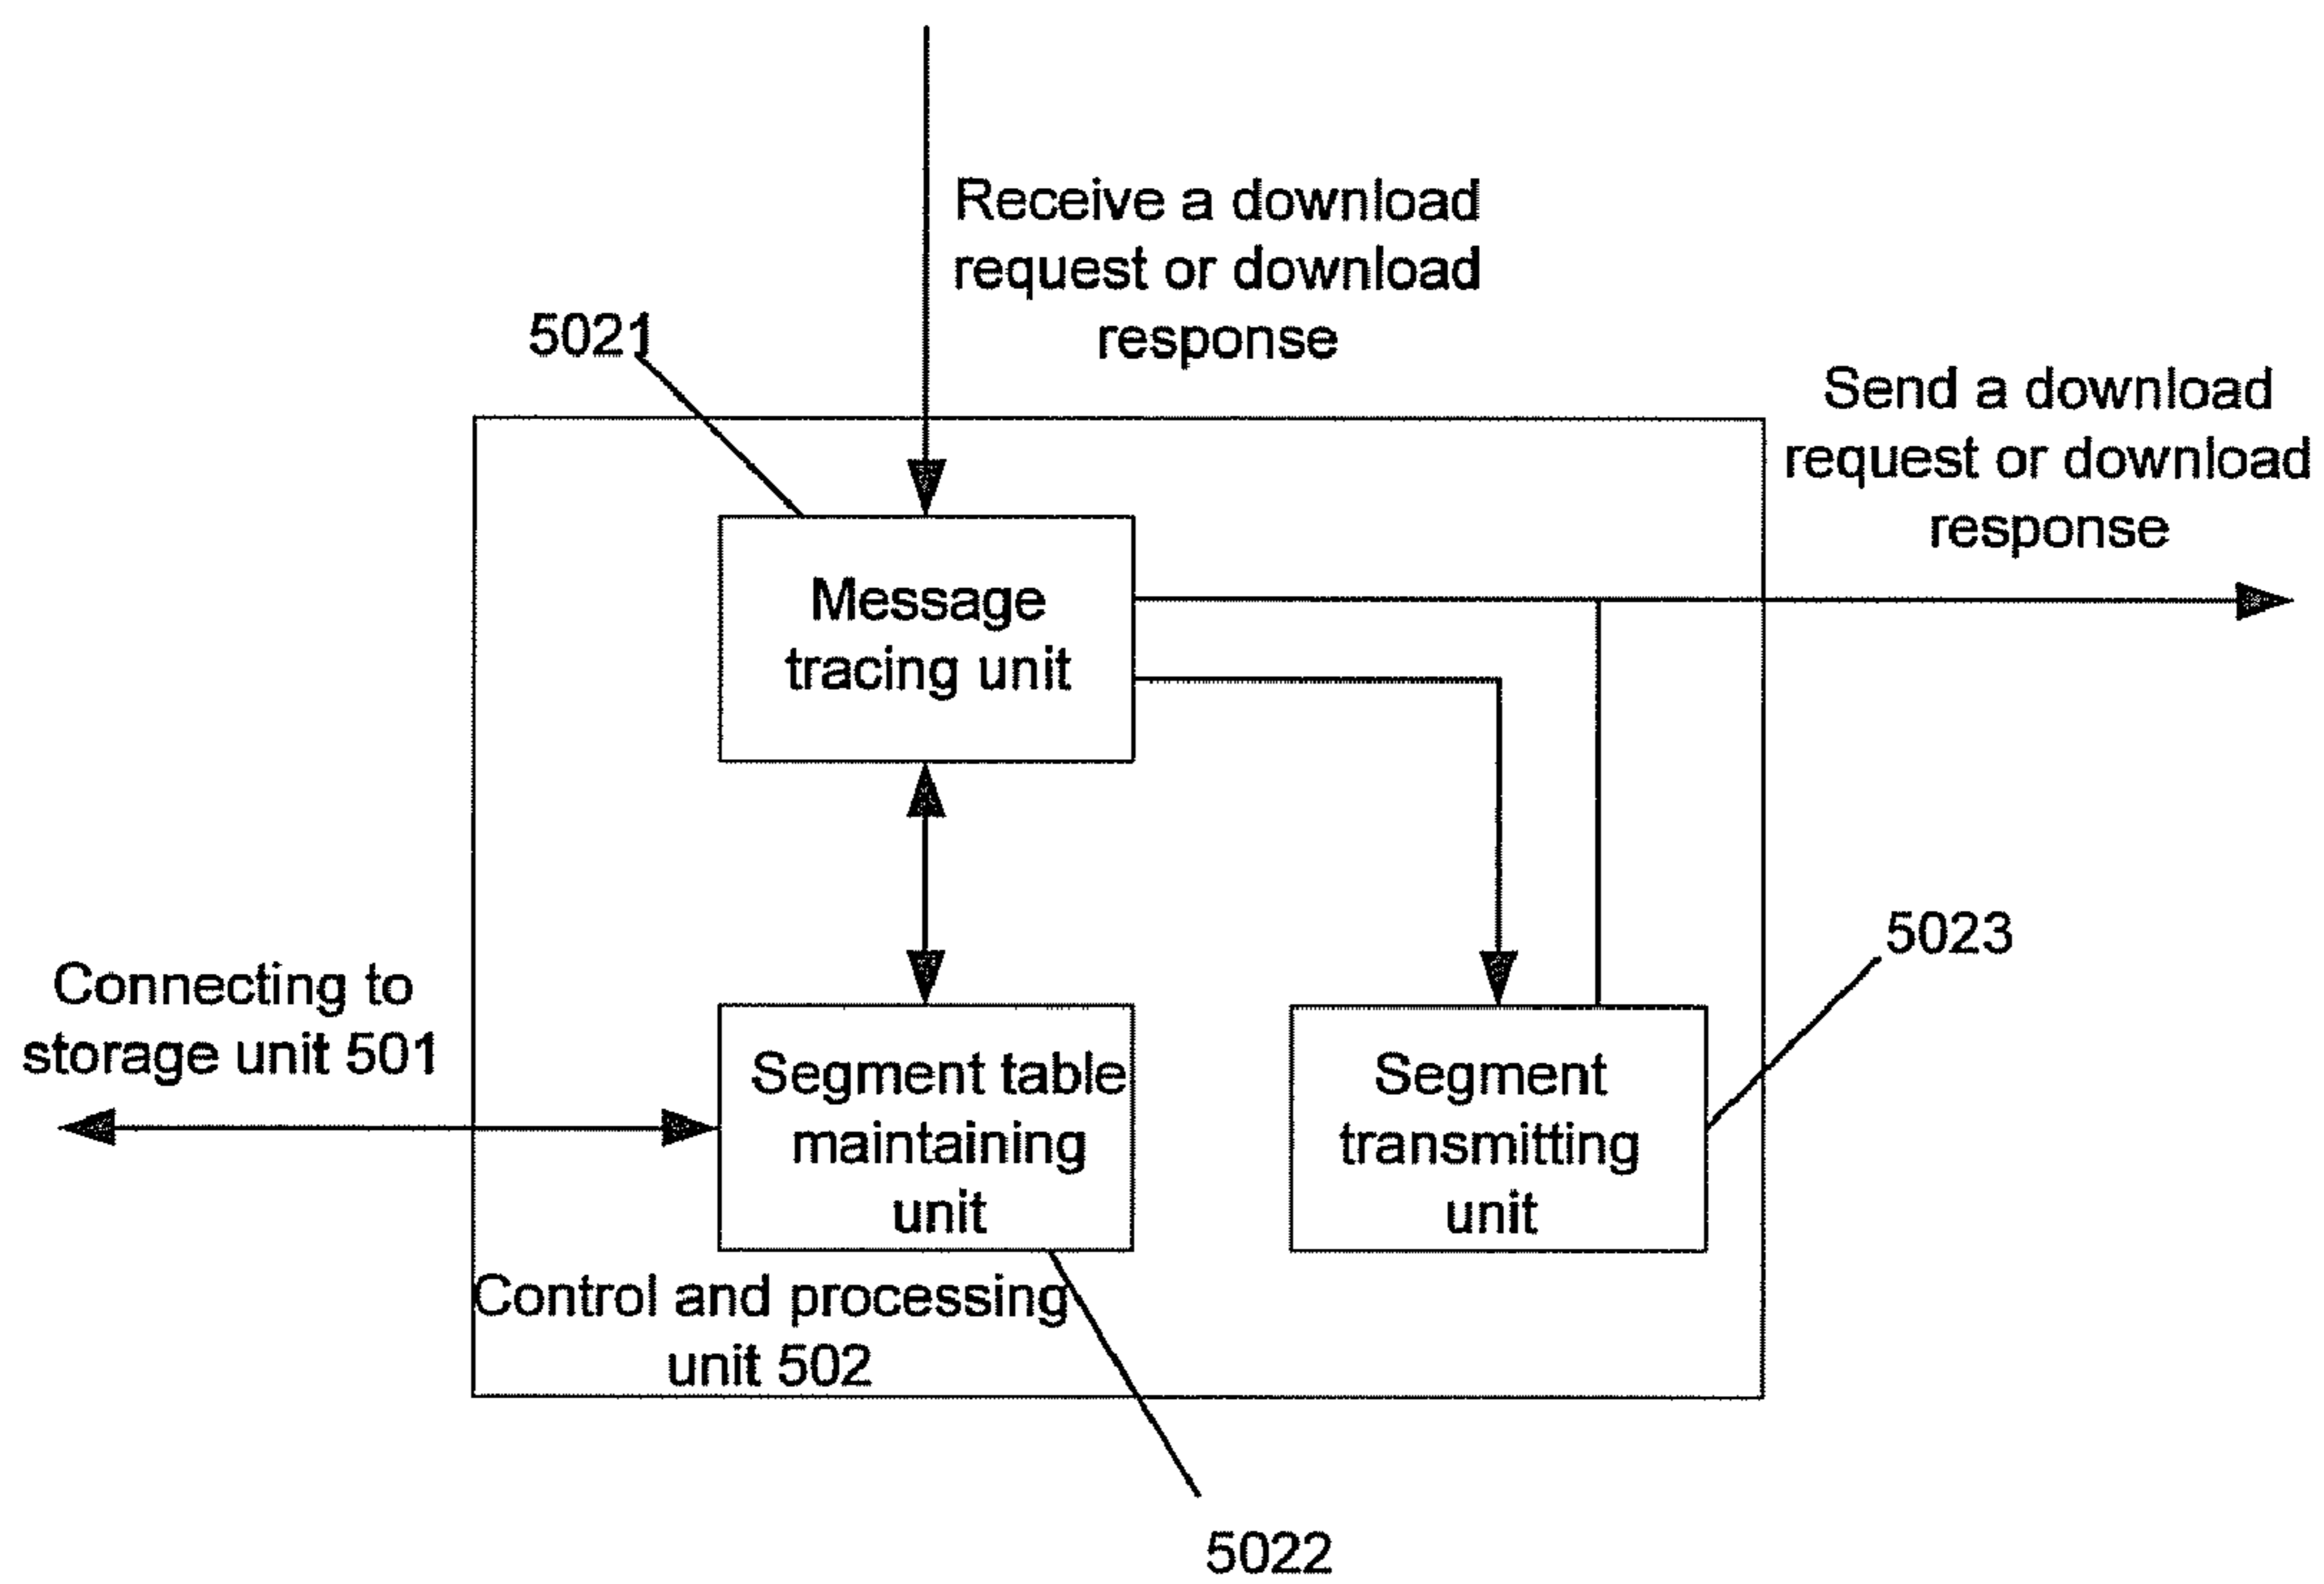 Receive a download
request or download
response
5021
Send a download
request or download
response
Message
tracing unit
5023
Connecting to
storage unit 501
Segment table
maintaining
unit
Segment
transmitting
unit
Control and processing
unit 502
5022